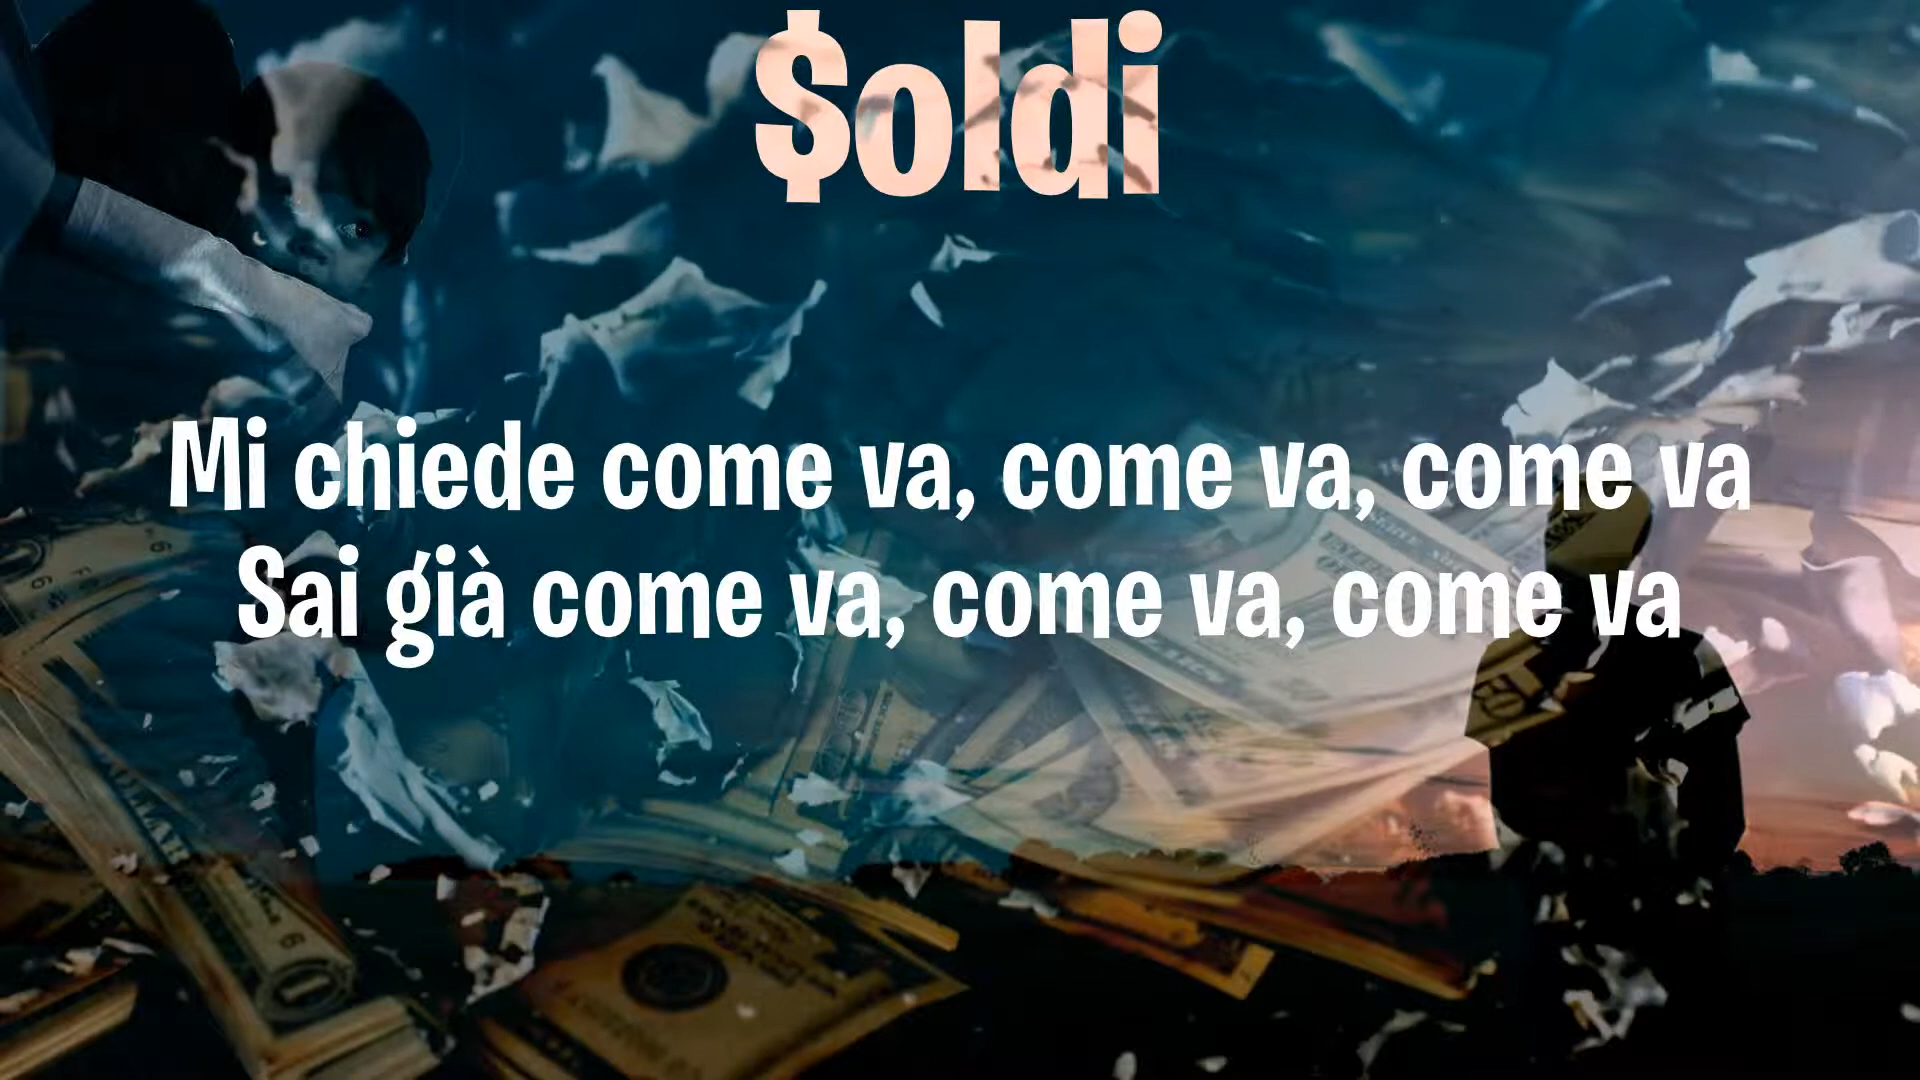 $oldi
Mi chiede come va, come va, come va
Sai già come va, come va, come va